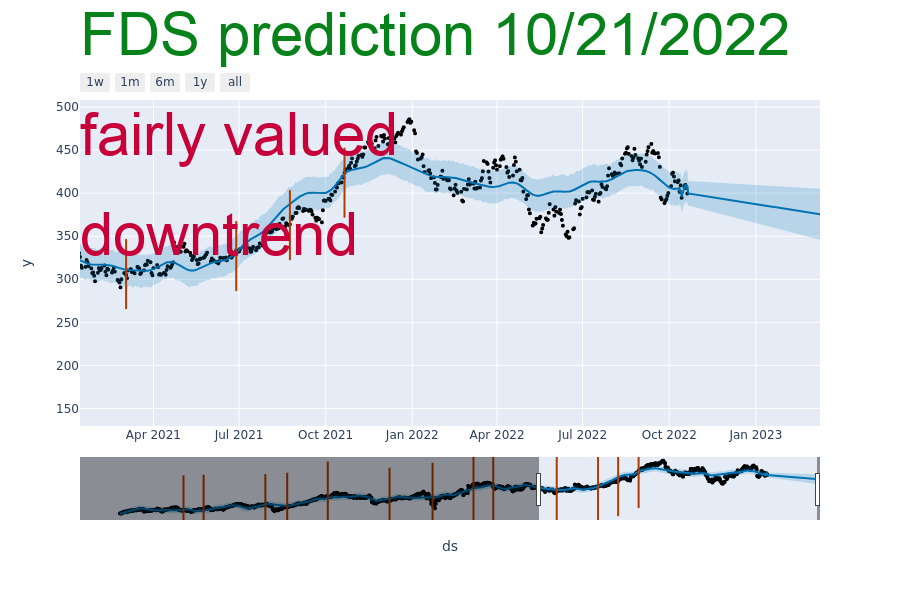 FDS prediction 10/21/2022
1w 1m 6m 1y all
500
fairly valued
450
400
350
downtrend
300
250
200
150
y
Apr 2021 Jul 2021 Oct 2021 Jan 2022 Apr 2022 Jul 2022 Oct 2022 Jan 2023
ds